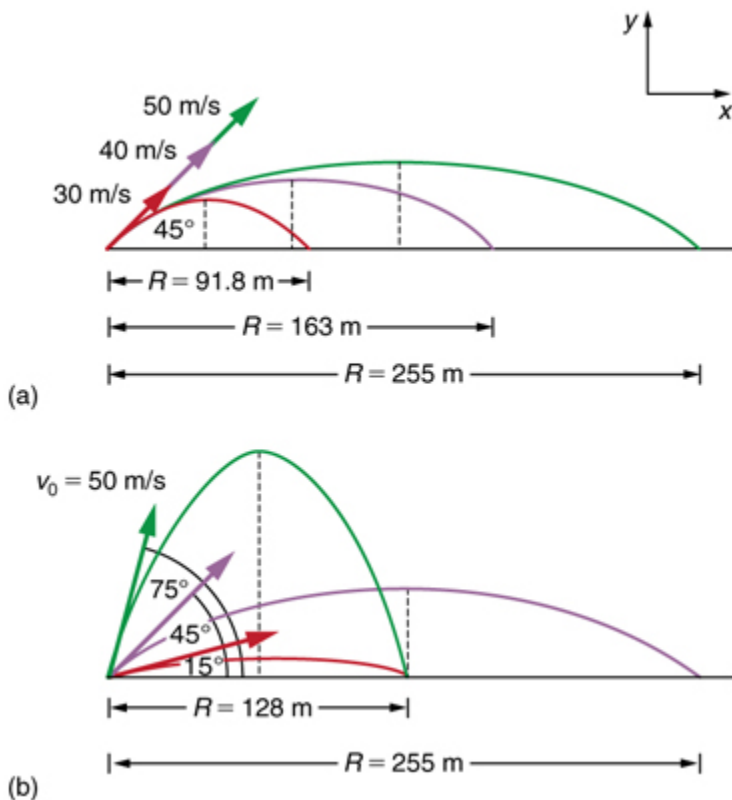 y
x
50 m/s
40 m/s
30 m/s
45°
R = 91.8 m
R = 163 m
R = 255 m
(a)
v₀ = 50 m/s
75°
45°
15°
R = 128 m
R = 255 m
(b)